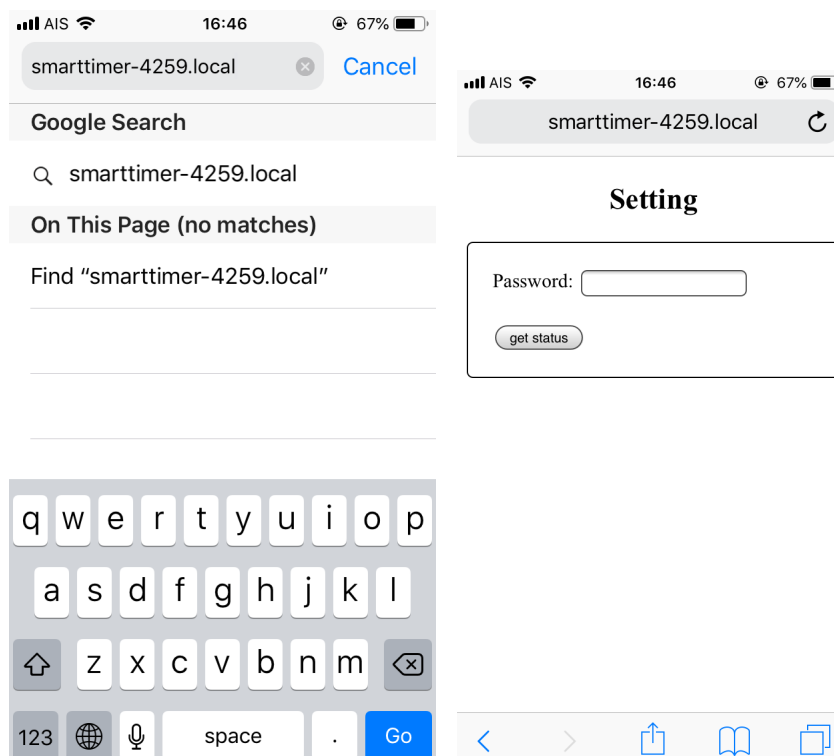 AIS 16:46 67%
smarttimer-4259.local Cancel
Google Search
smarttimer-4259.local
On This Page (no matches)
Find “smarttimer-4259.local”
q w e r t y u i o p
a s d f g h j k l
z x c v b n m
123 space . Go
AIS 16:46 67%
smarttimer-4259.local
Setting
Password:
get status